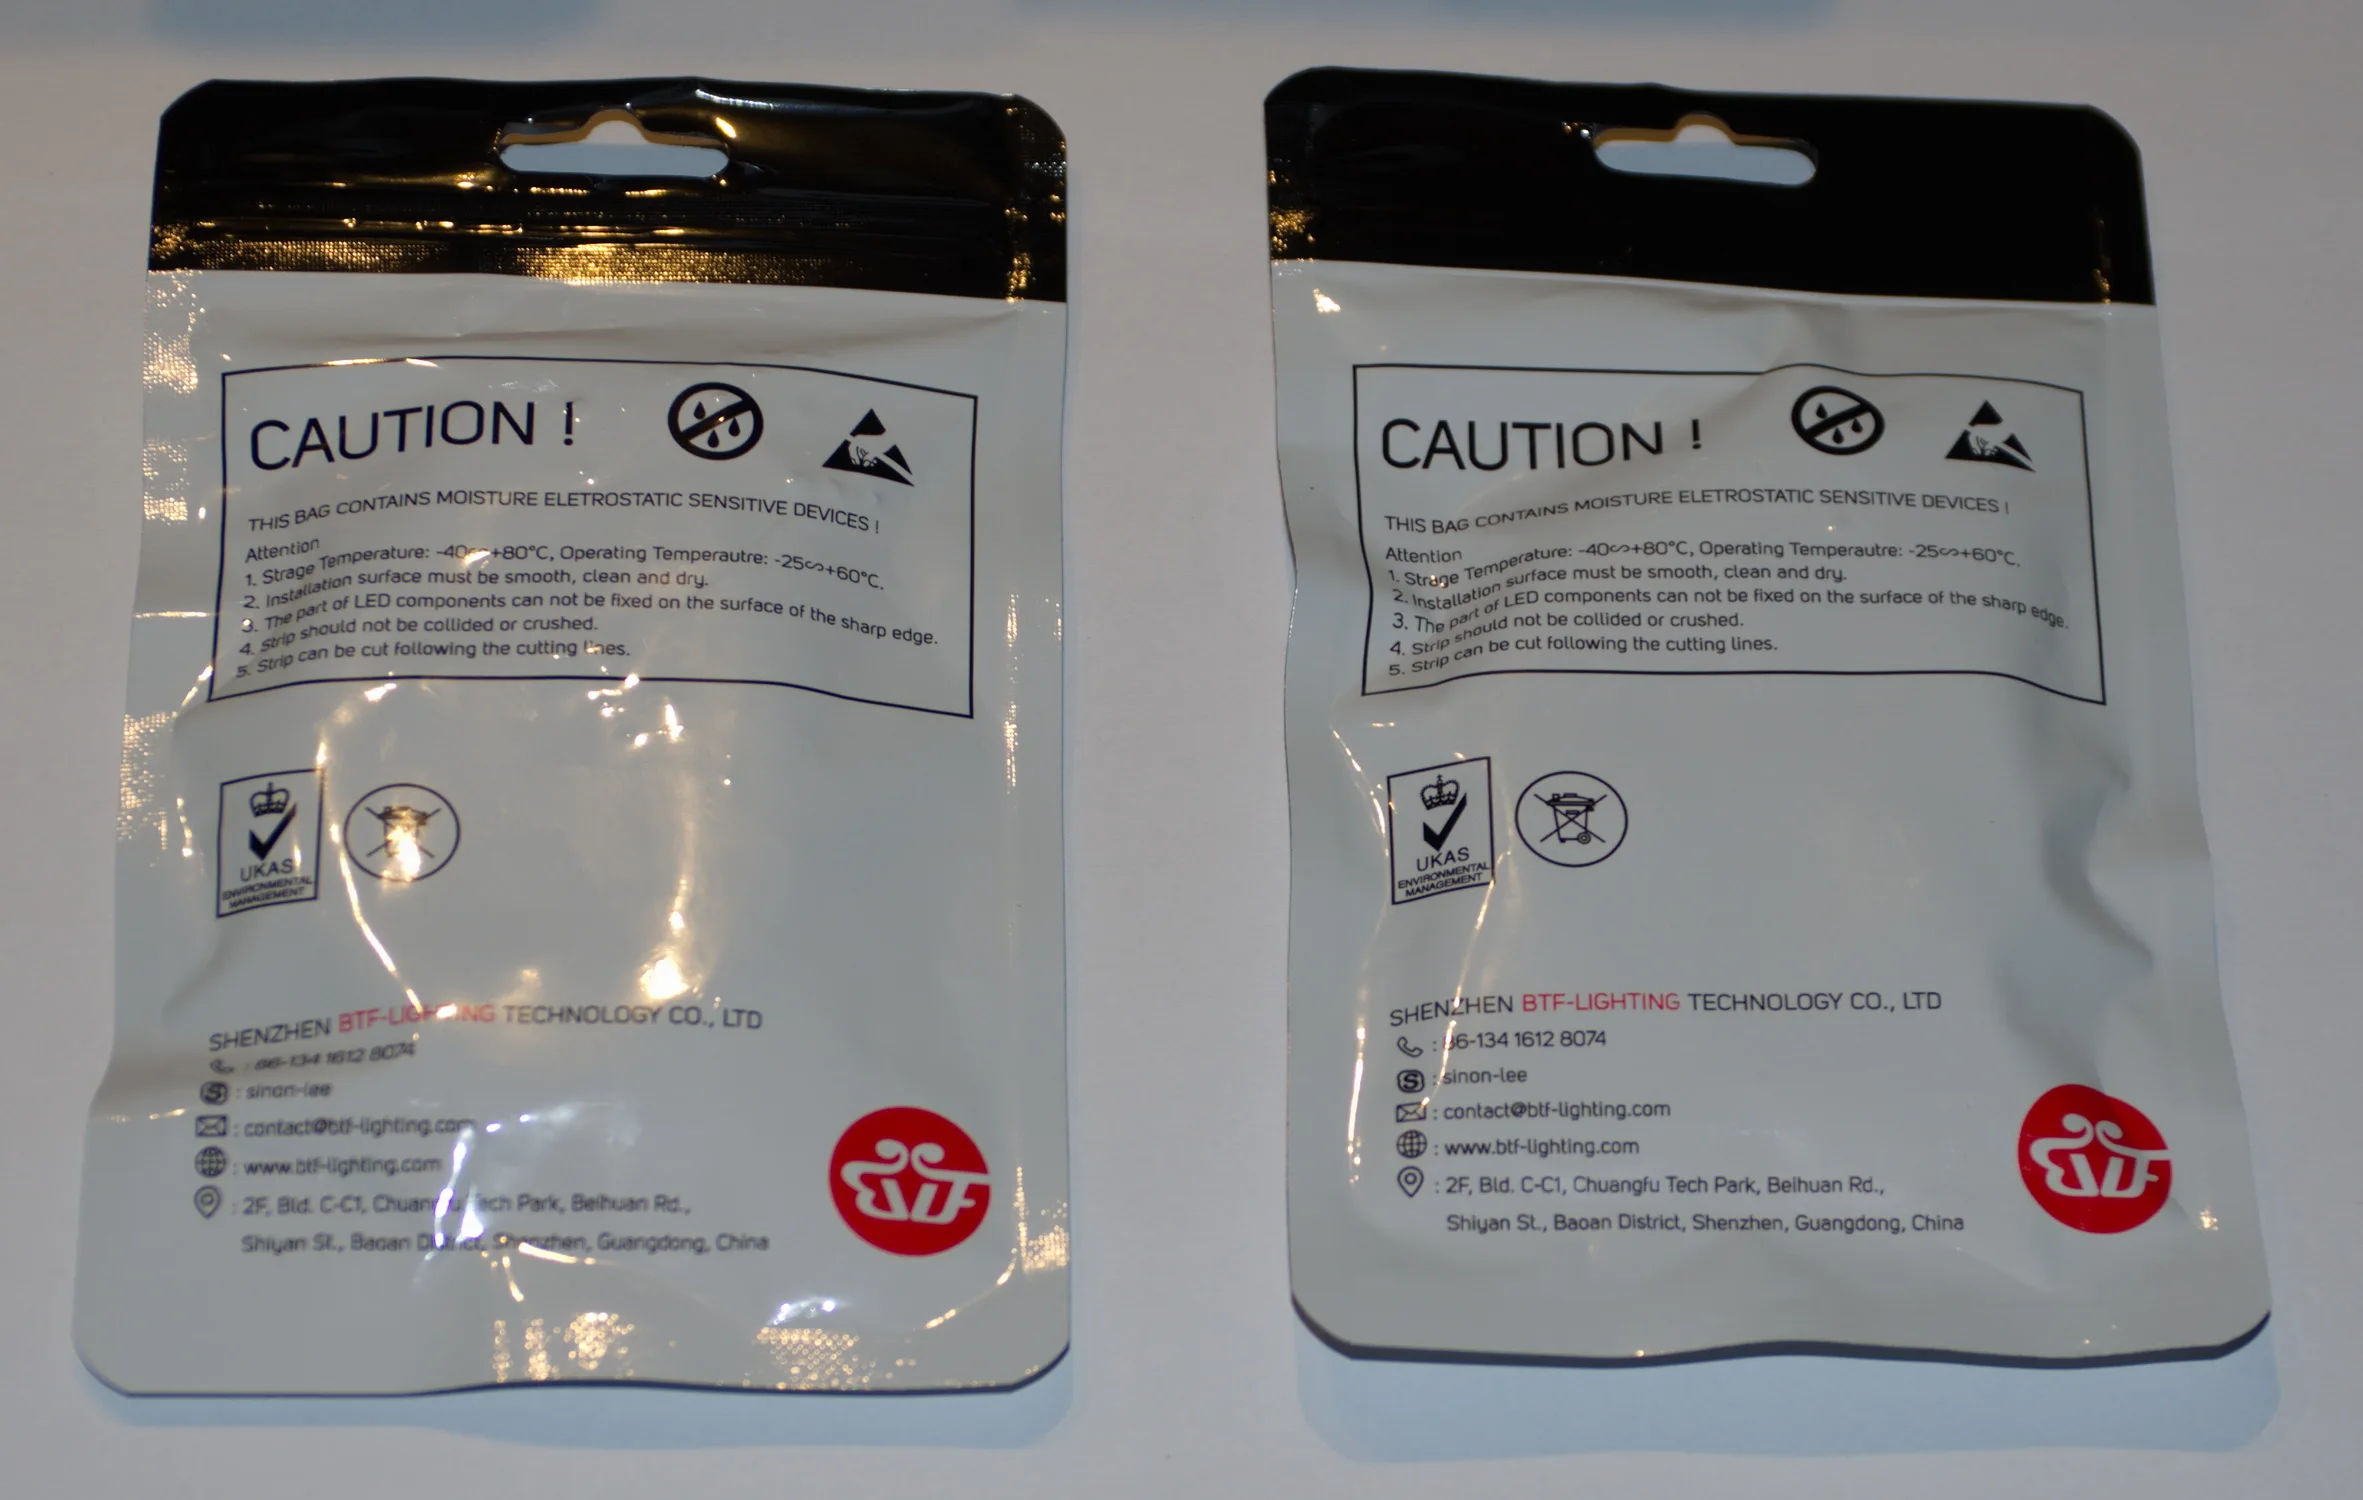 CAUTION !
THIS BAG CONTAINS MOISTURE ELETROSTATIC SENSITIVE DEVICES !
Attention
1. Strage Temperature: -40∽+80°C, Operating Temperautre: -25∽+60°C.
2. Installation surface must be smooth, clean and dry.
3. The part of LED components can not be fixed on the surface of the sharp edge.
4. Strip should not be collided or crushed.
5. Strip can be cut following the cutting lines.
UKAS
ENVIRONMENTAL
MANAGEMENT
SHENZHEN BTF-LIGHTING TECHNOLOGY CO., LTD
: 86-134 1612 8074
S : sinon-lee
: contact@btf-lighting.com
: www.btf-lighting.com
: 2F, Bld. C-C1, Chuangfu Tech Park, Beihuan Rd.,
Shiyan St., Baoan District, Shenzhen, Guangdong, China
BTF
CAUTION !
THIS BAG CONTAINS MOISTURE ELETROSTATIC SENSITIVE DEVICES !
Attention
1. Strage Temperature: -40∽+80°C, Operating Temperautre: -25∽+60°C.
2. Installation surface must be smooth, clean and dry.
3. The part of LED components can not be fixed on the surface of the sharp edge.
4. Strip should not be collided or crushed.
5. Strip can be cut following the cutting lines.
UKAS
ENVIRONMENTAL
MANAGEMENT
SHENZHEN BTF-LIGHTING TECHNOLOGY CO., LTD
: 86-134 1612 8074
S : sinon-lee
: contact@btf-lighting.com
: www.btf-lighting.com
: 2F, Bld. C-C1, Chuangfu Tech Park, Beihuan Rd.,
Shiyan St., Baoan District, Shenzhen, Guangdong, China
BTF